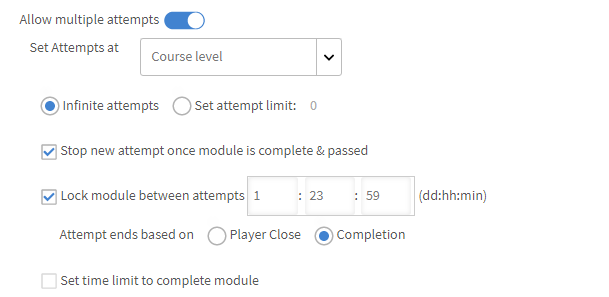 Allow multiple attempts
Set Attempts at Course level
Infinite attempts Set attempt limit: 0
Stop new attempt once module is complete & passed
Lock module between attempts 1 : 23 : 59 (dd:hh:min)
Attempt ends based on Player Close Completion
Set time limit to complete module